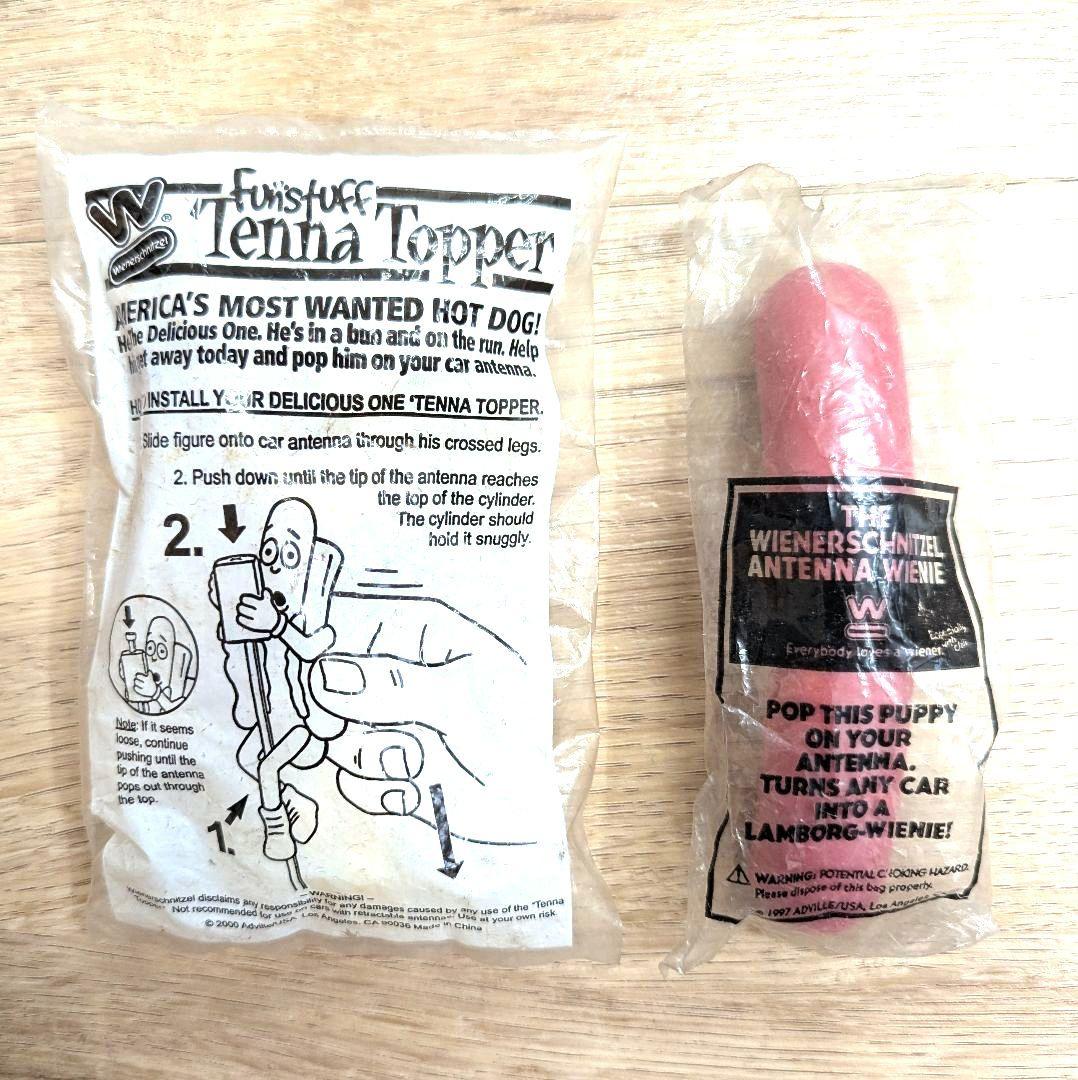 W
®
Wienerschnitzel
Funstuff
'Tenna Topper
AMERICA'S MOST WANTED HOT DOG!
the Delicious One. He's in a bun and on the run. Help
away today and pop him on your car antenna.
INSTALL YOUR DELICIOUS ONE 'TENNA TOPPER.
Slide figure onto car antenna through his crossed legs.
2. Push down until the tip of the antenna reaches
the top of the cylinder.
The cylinder should
hold it snuggly.
2.
Note: If it seems
loose, continue
pushing until the
tip of the antenna
pops out through
the top.
1.
– WARNING! –
Wienerschnitzel disclaims any responsibility for any damages caused by any use of the 'Tenna
Topper. Not recommended for use on cars with retractable antennas. Use at your own risk.
© 2000 Adville/USA, Los Angeles, CA 90036 Made in China
THE
WIENERSCHNITZEL
ANTENNA WIENIE
W
Everybody loves a wiener.
Especially
with
POP THIS PUPPY
ON YOUR
ANTENNA.
TURNS ANY CAR
INTO A
LAMBORG-WIENIE!
WARNING: POTENTIAL CHOKING HAZARD.
Please dispose of this bag properly.
© 1997 ADVILLE/USA, Los Angeles